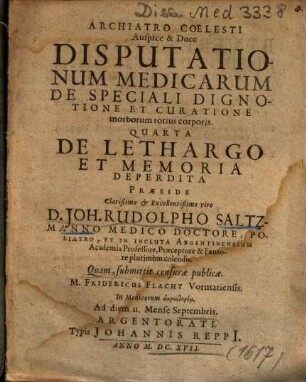 Diss. Med 3338
ARCHIATRO COELESTI
Auspice & Duce
DISPUTATIO-
NUM MEDICARUM
DE SPECIALI DIGNO-
TIONE ET CURATIONE
morborum totius corporis.
QUARTA
DE LETHARGO
ET MEMORIA
DEPERDITA
PRÆSIDE
Clarissimo & Excellentissimo viro
D. JOH. RUDOLPHO SALTZ-
MANNO MEDICO DOCTORE, PO-
LIATRO, ET IN INCLUTA ARGENTINENSIUM
Academia Professore, Præceptore & Fauto-
re plurimùm colendo.
Quam, submittit censuræ publicæ
M. FRIDERICUS FLACHT Vormatiensis.
In Medicorum
Ad diem 11. Mense Septembris.
ARGENTORATI,
Typis JOHANNIS REPPI.
ANNO M. DC. XVII.
(1617)